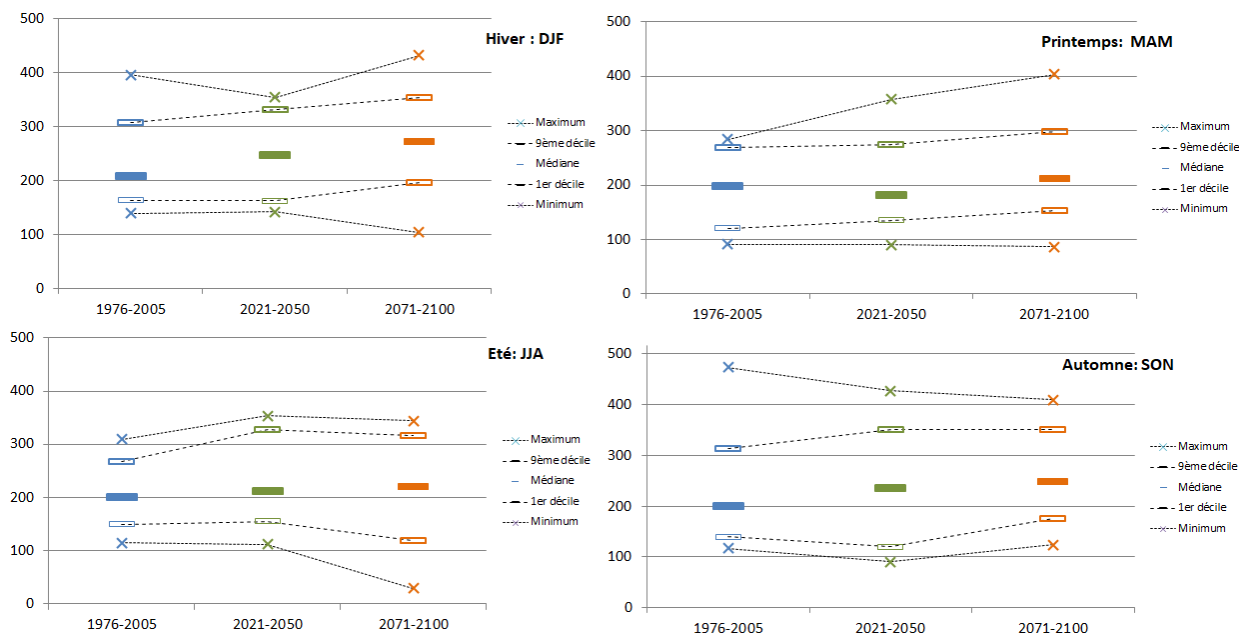 Hiver : DJF
500
400
300
200
100
0
1976-2005
2021-2050
2071-2100
Maximum
9ème décile
Médiane
1er décile
Minimum
Printemps: MAM
500
400
300
200
100
0
1976-2005
2021-2050
2071-2100
Maximum
9ème décile
Médiane
1er décile
Minimum
Eté: JJA
500
400
300
200
100
0
1976-2005
2021-2050
2071-2100
Maximum
9ème décile
Médiane
1er décile
Minimum
Automne: SON
500
400
300
200
100
0
1976-2005
2021-2050
2071-2100
Maximum
9ème décile
Médiane
1er décile
Minimum